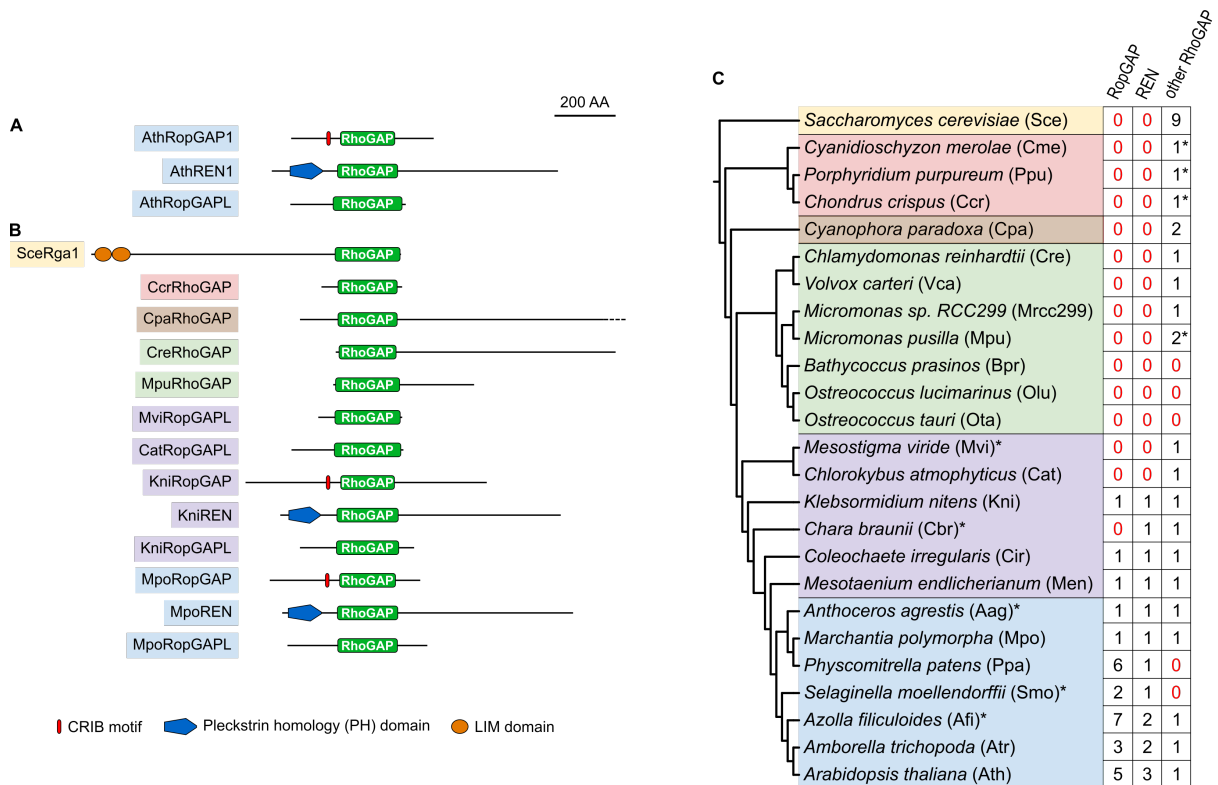 A
200 AA
AthRopGAP1 RhoGAP
AthREN1 RhoGAP
AthRopGAPL RhoGAP
B
SceRga1 RhoGAP
CcrRhoGAP RhoGAP
CpaRhoGAP RhoGAP
CreRhoGAP RhoGAP
MpuRhoGAP RhoGAP
MviRopGAPL RhoGAP
CatRopGAPL RhoGAP
KniRopGAP RhoGAP
KniREN RhoGAP
KniRopGAPL RhoGAP
MpoRopGAP RhoGAP
MpoREN RhoGAP
MpoRopGAPL RhoGAP
CRIB motif Pleckstrin homology (PH) domain LIM domain
C
RopGAP REN other RhoGAP
Saccharomyces cerevisiae (Sce) 0 0 9
Cyanidioschyzon merolae (Cme) 0 0 1*
Porphyridium purpureum (Ppu) 0 0 1*
Chondrus crispus (Ccr) 0 0 1*
Cyanophora paradoxa (Cpa) 0 0 2
Chlamydomonas reinhardtii (Cre) 0 0 1
Volvox carteri (Vca) 0 0 1
Micromonas sp. RCC299 (Mrcc299) 0 0 1
Micromonas pusilla (Mpu) 0 0 2*
Bathycoccus prasinos (Bpr) 0 0 0
Ostreococcus lucimarinus (Olu) 0 0 0
Ostreococcus tauri (Ota) 0 0 0
Mesostigma viride (Mvi)* 0 0 1
Chlorokybus atmophyticus (Cat) 0 0 1
Klebsormidium nitens (Kni) 1 1 1
Chara braunii (Cbr)* 0 1 1
Coleochaete irregularis (Cir) 1 1 1
Mesotaenium endlicherianum (Men) 1 1 1
Anthoceros agrestis (Aag)* 1 1 1
Marchantia polymorpha (Mpo) 1 1 1
Physcomitrella patens (Ppa) 6 1 0
Selaginella moellendorffii (Smo)* 2 1 0
Azolla filiculoides (Afi)* 7 2 1
Amborella trichopoda (Atr) 3 2 1
Arabidopsis thaliana (Ath) 5 3 1